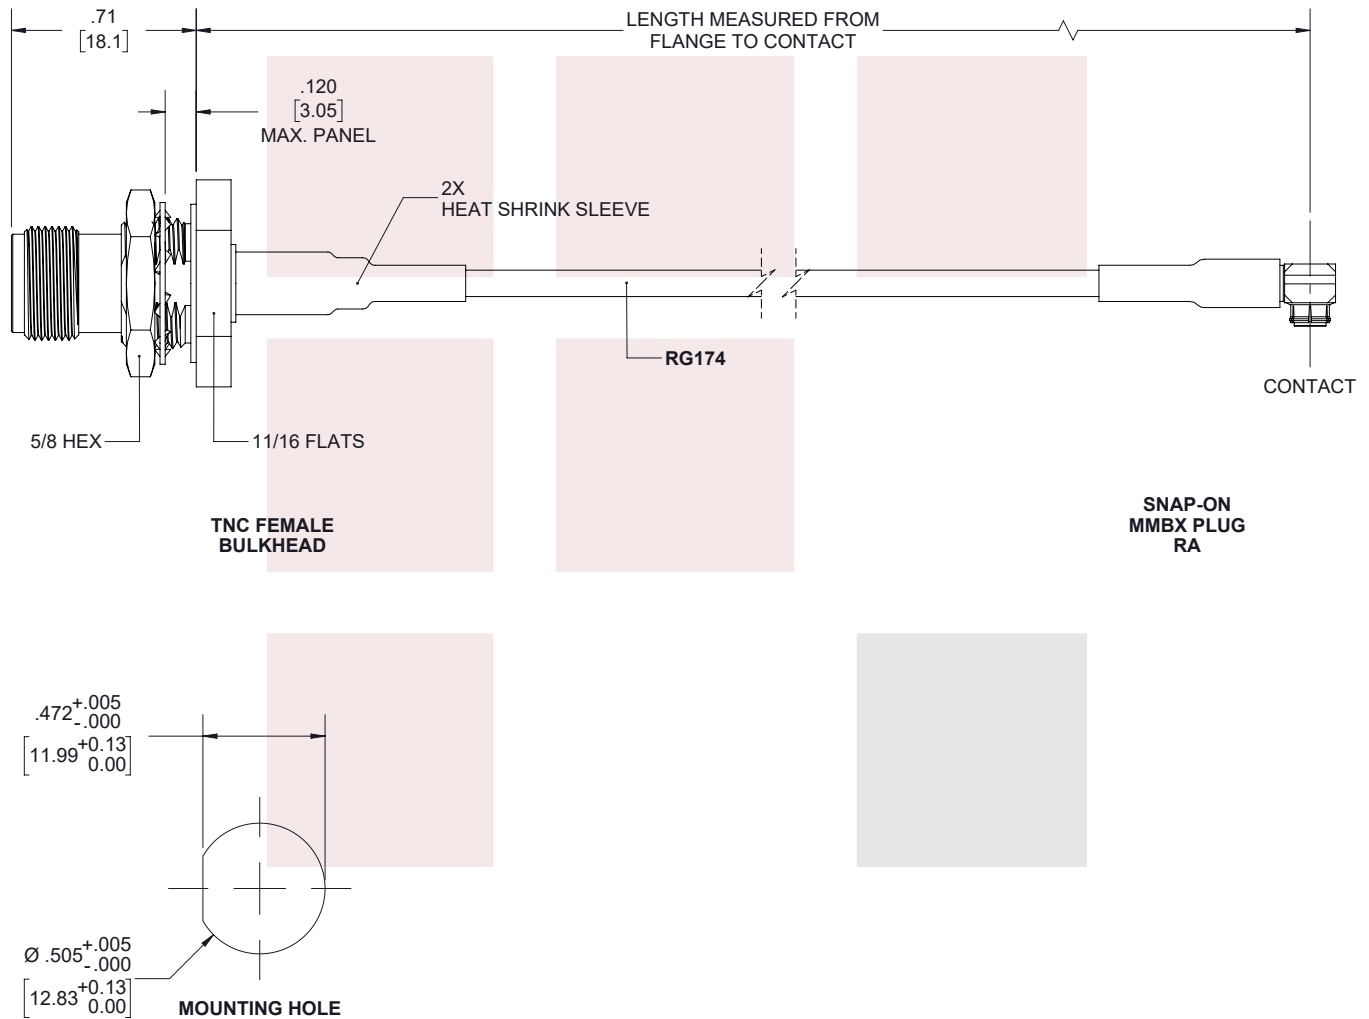 .71
[18.1]
LENGTH MEASURED FROM
FLANGE TO CONTACT
.120
[3.05]
MAX. PANEL
2X
HEAT SHRINK SLEEVE
RG174
CONTACT
5/8 HEX
11/16 FLATS
TNC FEMALE
BULKHEAD
SNAP-ON
MMBX PLUG
RA
.472 +.005
-.000
[11.99 +0.13
0.00]
Ø .505 +.005
-.000
[12.83 +0.13
0.00]
MOUNTING HOLE